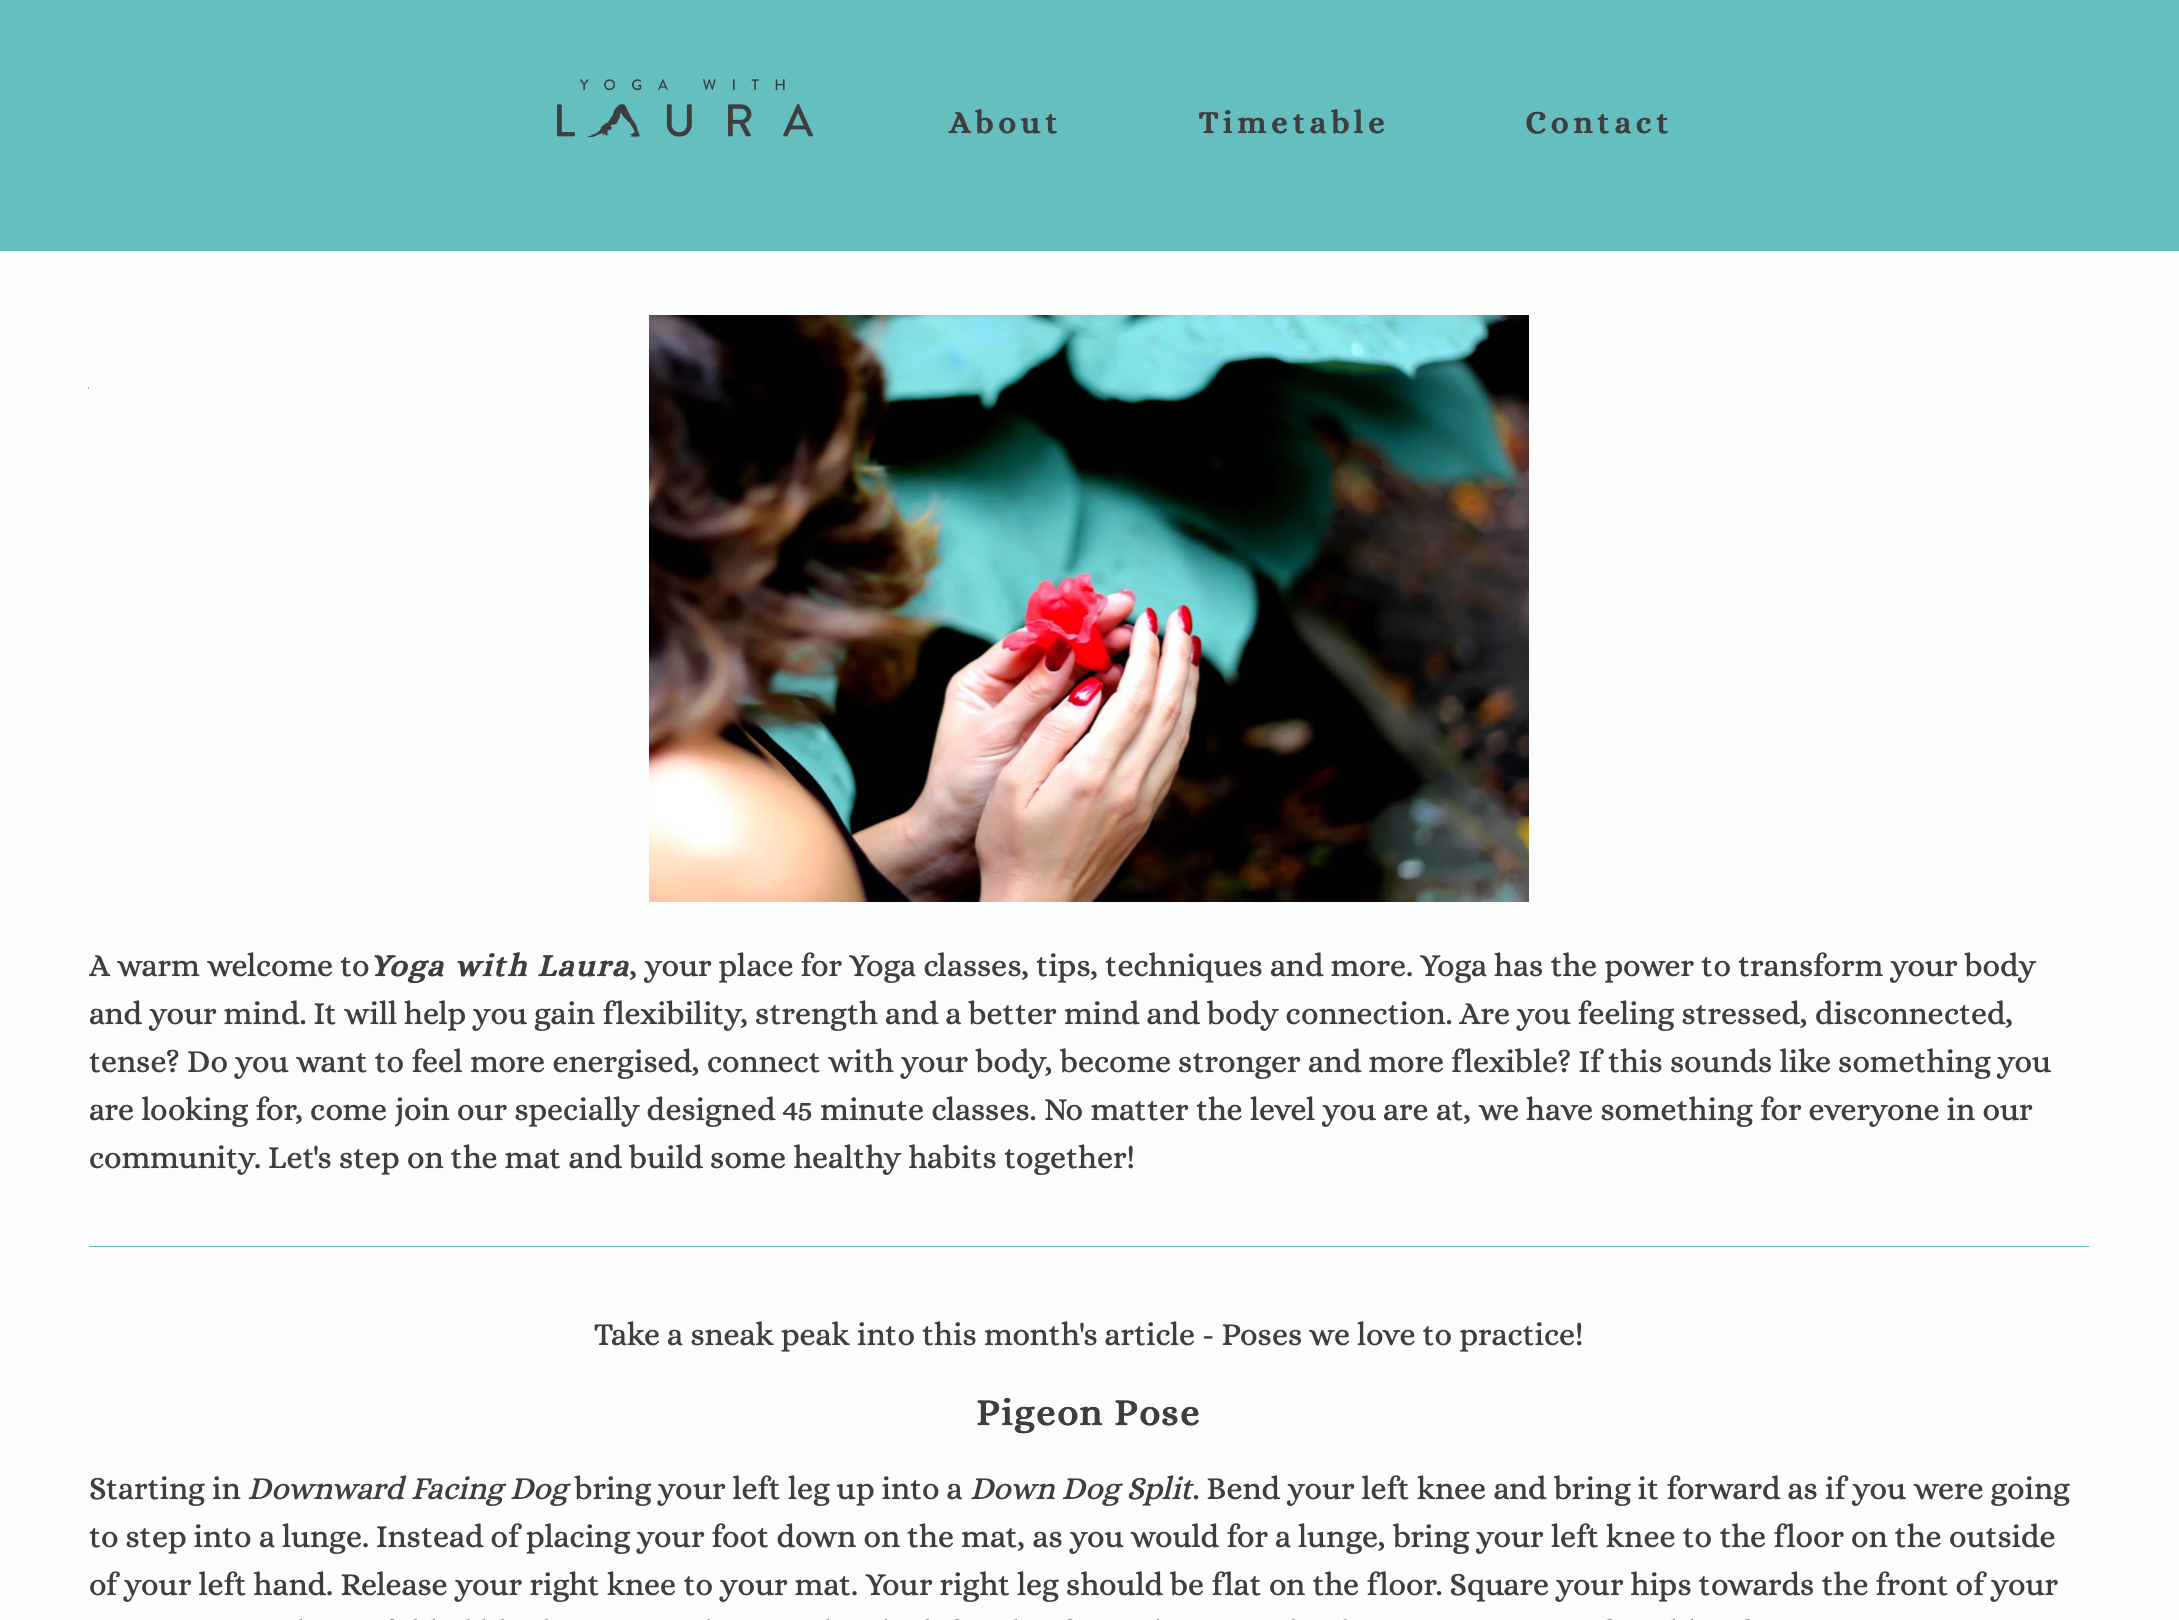 YOGA WITH
LAURA
About Timetable Contact
A warm welcome toYoga with Laura, your place for Yoga classes, tips, techniques and more. Yoga has the power to transform your body
and your mind. It will help you gain flexibility, strength and a better mind and body connection. Are you feeling stressed, disconnected,
tense? Do you want to feel more energised, connect with your body, become stronger and more flexible? If this sounds like something you
are looking for, come join our specially designed 45 minute classes. No matter the level you are at, we have something for everyone in our
community. Let's step on the mat and build some healthy habits together!
Take a sneak peak into this month's article - Poses we love to practice!
Pigeon Pose
Starting in Downward Facing Dog bring your left leg up into a Down Dog Split. Bend your left knee and bring it forward as if you were going
to step into a lunge. Instead of placing your foot down on the mat, as you would for a lunge, bring your left knee to the floor on the outside
of your left hand. Release your right knee to your mat. Your right leg should be flat on the floor. Square your hips towards the front of your